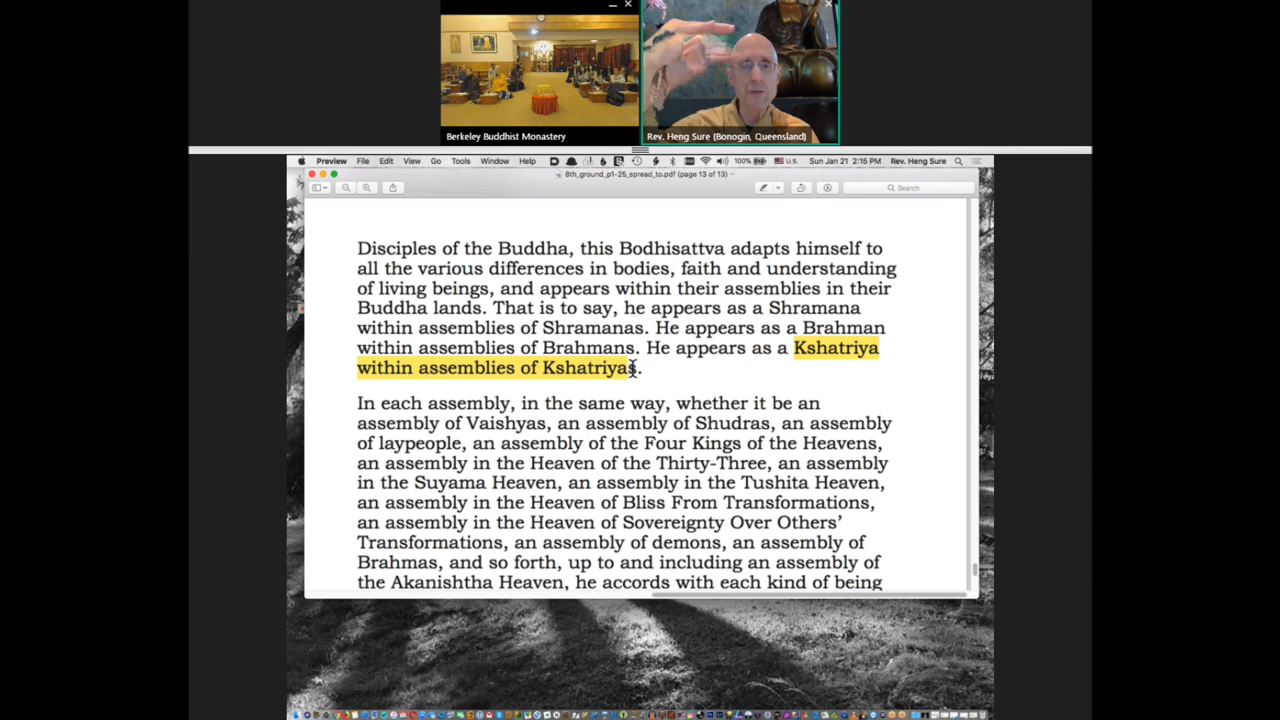 Berkeley Buddhist Monastery
Rev. Heng Sure (Bonogin, Queensland)
Preview File Edit View Go Tools Window Help 100% U.S. Sun Jan 21 2:15 PM Rev. Heng Sure
8th_ground_p1-25_spread_to.pdf (page 13 of 13)
Search
Disciples of the Buddha, this Bodhisattva adapts himself to
all the various differences in bodies, faith and understanding
of living beings, and appears within their assemblies in their
Buddha lands. That is to say, he appears as a Shramana
within assemblies of Shramanas. He appears as a Brahman
within assemblies of Brahmans. He appears as a Kshatriya
within assemblies of Kshatriyas.
In each assembly, in the same way, whether it be an
assembly of Vaishyas, an assembly of Shudras, an assembly
of laypeople, an assembly of the Four Kings of the Heavens,
an assembly in the Heaven of the Thirty-Three, an assembly
in the Suyama Heaven, an assembly in the Tushita Heaven,
an assembly in the Heaven of Bliss From Transformations,
an assembly in the Heaven of Sovereignty Over Others’
Transformations, an assembly of demons, an assembly of
Brahmas, and so forth, up to and including an assembly of
the Akanishtha Heaven, he accords with each kind of being